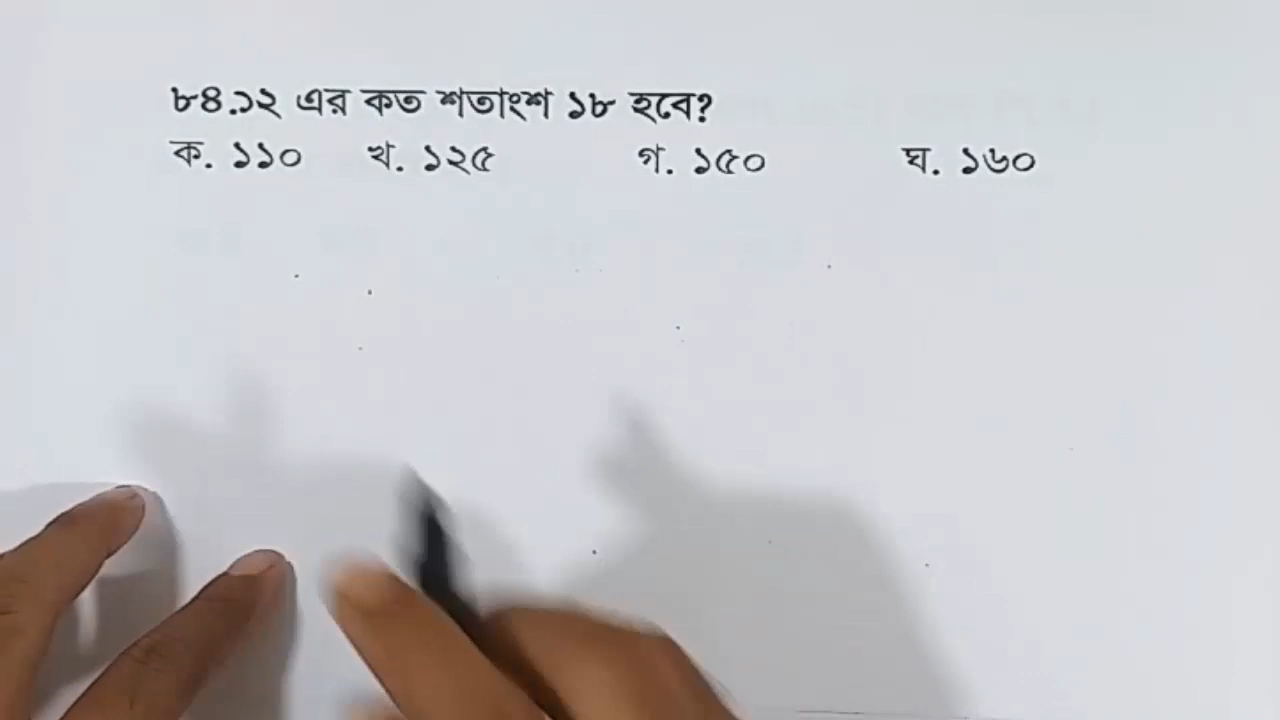 ৮৪.১২ এর কত শতাংশ ১৮ হবে?
ক. ১১০ খ. ১২৫ গ. ১৫০ ঘ. ১৬০